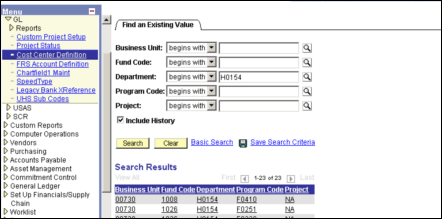 Menu
GL
Reports
Custom Project Setup
Project Status
Cost Center Definition
FRS Account Definition
Chartfield1 Maint
SpeedType
Legacy Bank XReference
UHS Sub Codes
USAS
SCR
Custom Reports
Computer Operations
Vendors
Purchasing
Accounts Payable
Asset Management
Commitment Control
General Ledger
Set Up Financials/Supply
Chain
Worklist
Find an Existing Value
Business Unit: begins with
Fund Code: begins with
Department: begins with H0154
Program Code: begins with
Project: begins with
Include History
Search Clear Basic Search Save Search Criteria
Search Results
View All First 1-23 of 23 Last
Business Unit Fund Code Department Program Code Project
00730 1008 H0154 F0410 NA
00730 1026 H0154 F0251 NA
00730 1026 H0154